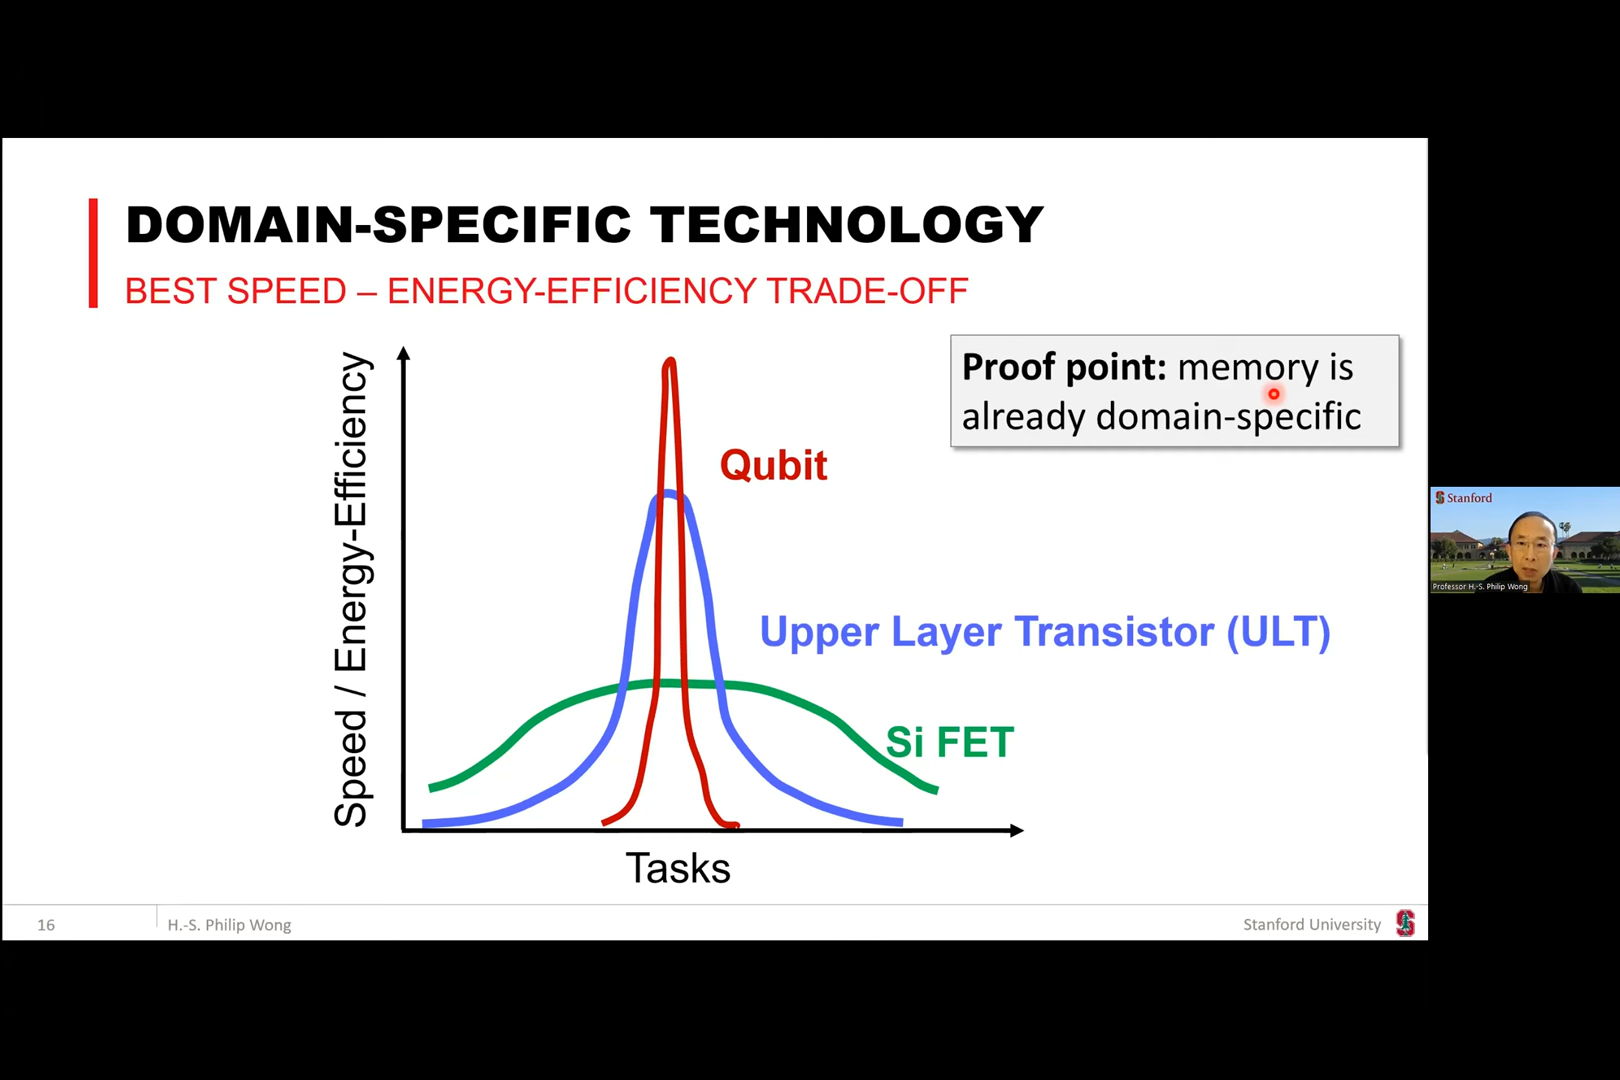 DOMAIN-SPECIFIC TECHNOLOGY
BEST SPEED – ENERGY-EFFICIENCY TRADE-OFF
Proof point: memory is
already domain-specific
Speed / Energy-Efficiency
Qubit
Upper Layer Transistor (ULT)
Si FET
Tasks
16
H.-S. Philip Wong
Stanford University
S
Stanford
Professor H.-S. Philip Wong